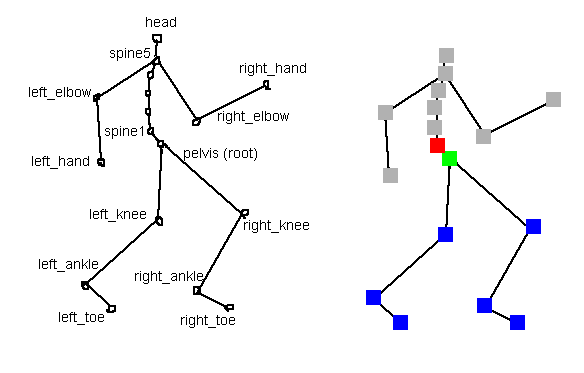 head
spine5
right_hand
left_elbow
right_elbow
spine1
left_hand
pelvis (root)
left_knee
right_knee
left_ankle
right_ankle
left_toe
right_toe